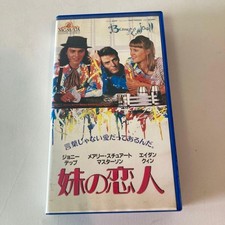 言葉じゃない愛だってあるんだ。
ジョニー メアリー・スチュアート エイダン
デップ マスターソン クイン
妹の恋人